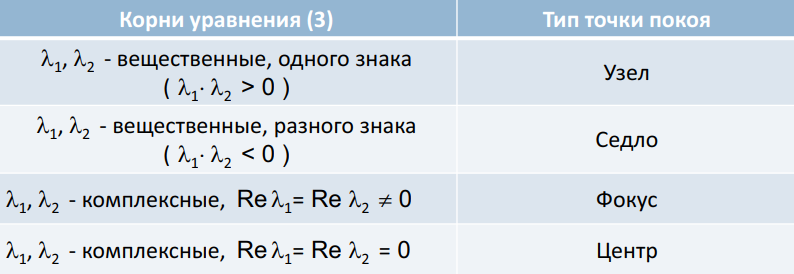 Корни уравнения (3)
Тип точки покоя
λ₁, λ₂ - вещественные, одного знака
( λ₁· λ₂ > 0 )
Узел
λ₁, λ₂ - вещественные, разного знака
( λ₁· λ₂ < 0 )
Седло
λ₁, λ₂ - комплексные, Re λ₁= Re λ₂ ≠ 0
Фокус
λ₁, λ₂ - комплексные, Re λ₁= Re λ₂ = 0
Центр